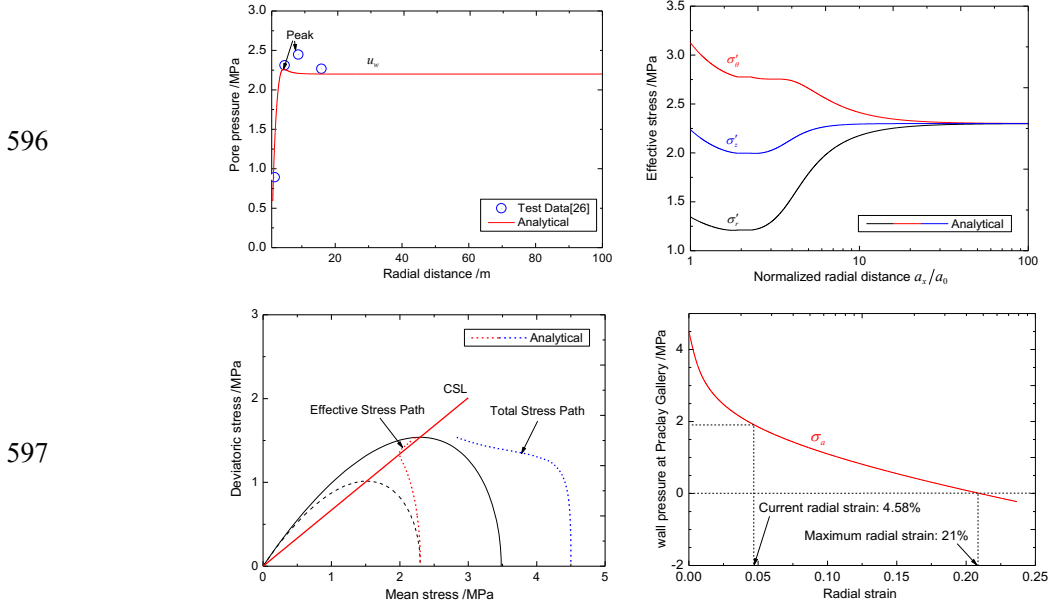 596
Pore pressure /MPa
3.0
2.5
2.0
1.5
1.0
0.5
0.0
Peak
u_w
Test Data[26]
Analytical
20 40 60 80 100
Radial distance /m
Effective stress /MPa
3.5
3.0
2.5
2.0
1.5
1.0
σ'_θ
σ'_z
σ'_r
Analytical
1 10 100
Normalized radial distance a_x/a_0
597
Deviatoric stress /MPa
3
2
1
0
Analytical
CSL
Effective Stress Path
Total Stress Path
0 1 2 3 4 5
Mean stress /MPa
wall pressure at Praclay Gallery /MPa
4
2
0
-2
σ_a
Current radial strain: 4.58%
Maximum radial strain: 21%
0.00 0.05 0.10 0.15 0.20 0.25
Radial strain